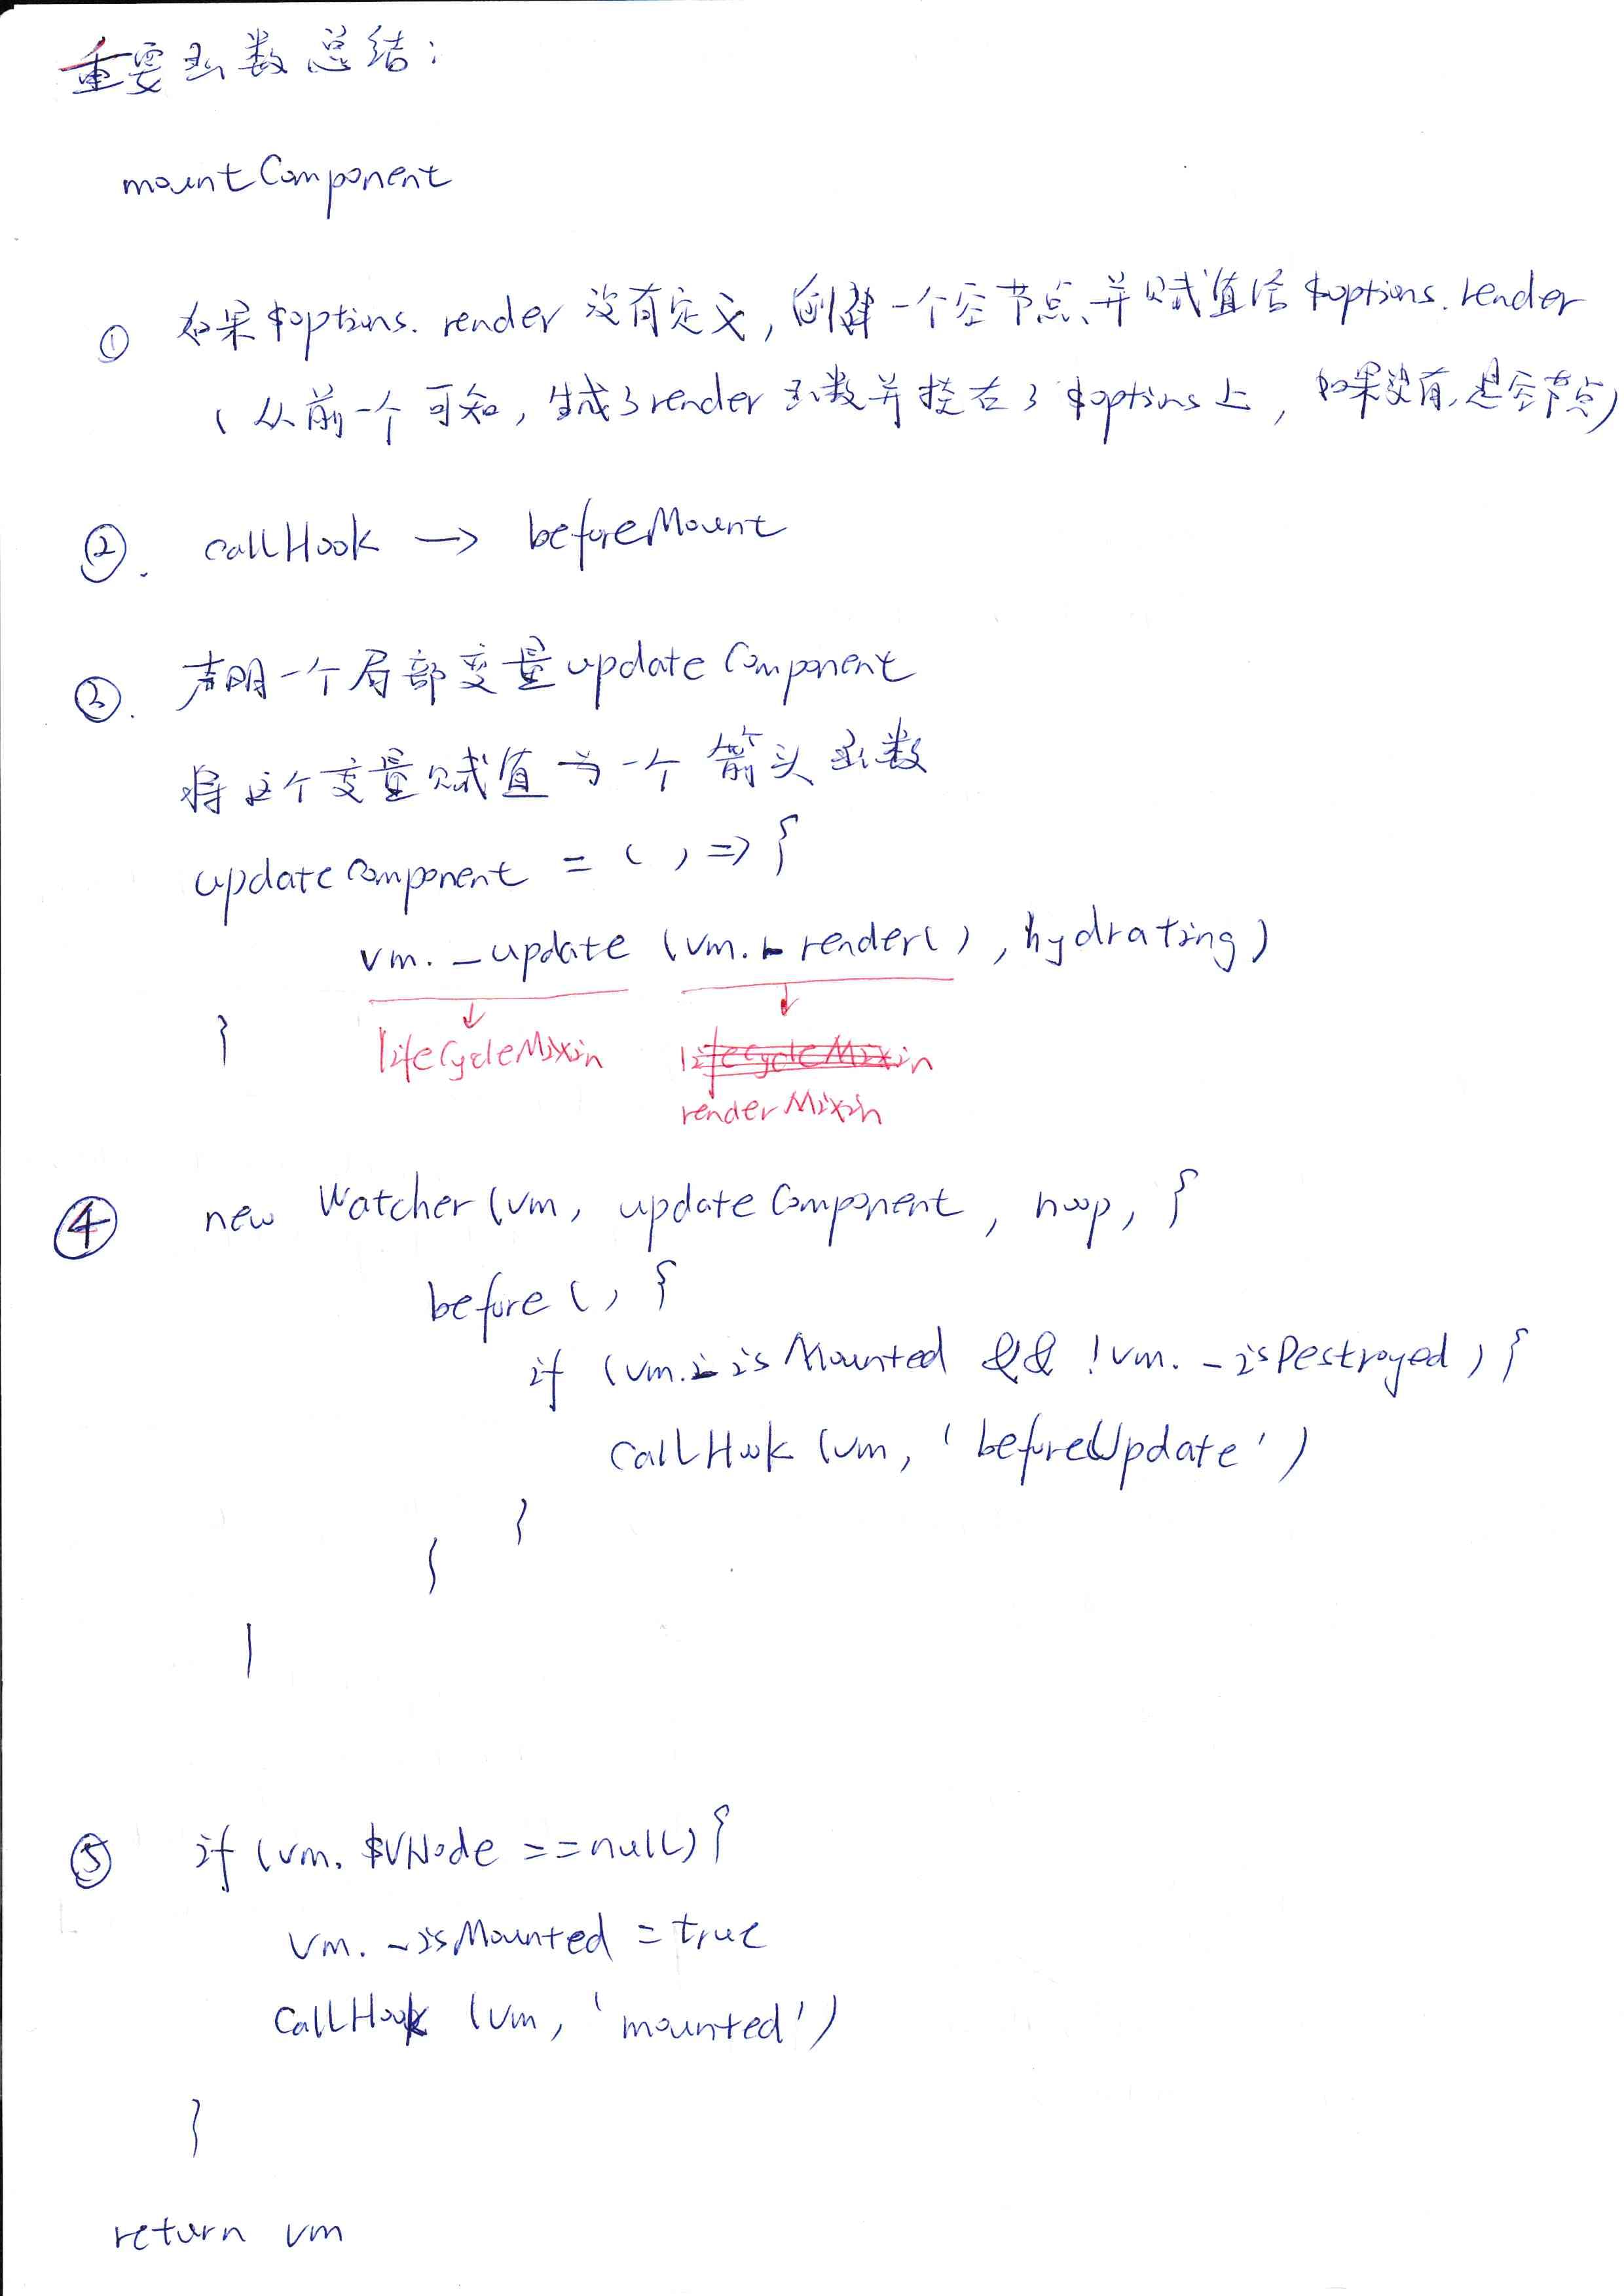 重要函数总结:
mountComponent
① 如果$options.render 没有定义,创建一个空节点、并赋值给$options.render
(从前一个可知,生成了render函数并挂在了$options上,如果没有,是空节点)
②. callHook → beforeMount
③. 声明一个局部变量updateComponent
将这个变量赋值为一个箭头函数
updateComponent = () => {
vm._update (vm._render(), hydrating)
}
lifeCycleMixin lifeCycleMixin
renderMixin
④ new Watcher(vm, updateComponent, noop, {
before() {
if (vm._isMounted && !vm._isDestroyed) {
callHook (vm, 'beforeUpdate')
}
}
⑤ if (vm.$VNode == null) {
vm._isMounted = true
callHook (vm, 'mounted')
}
return vm